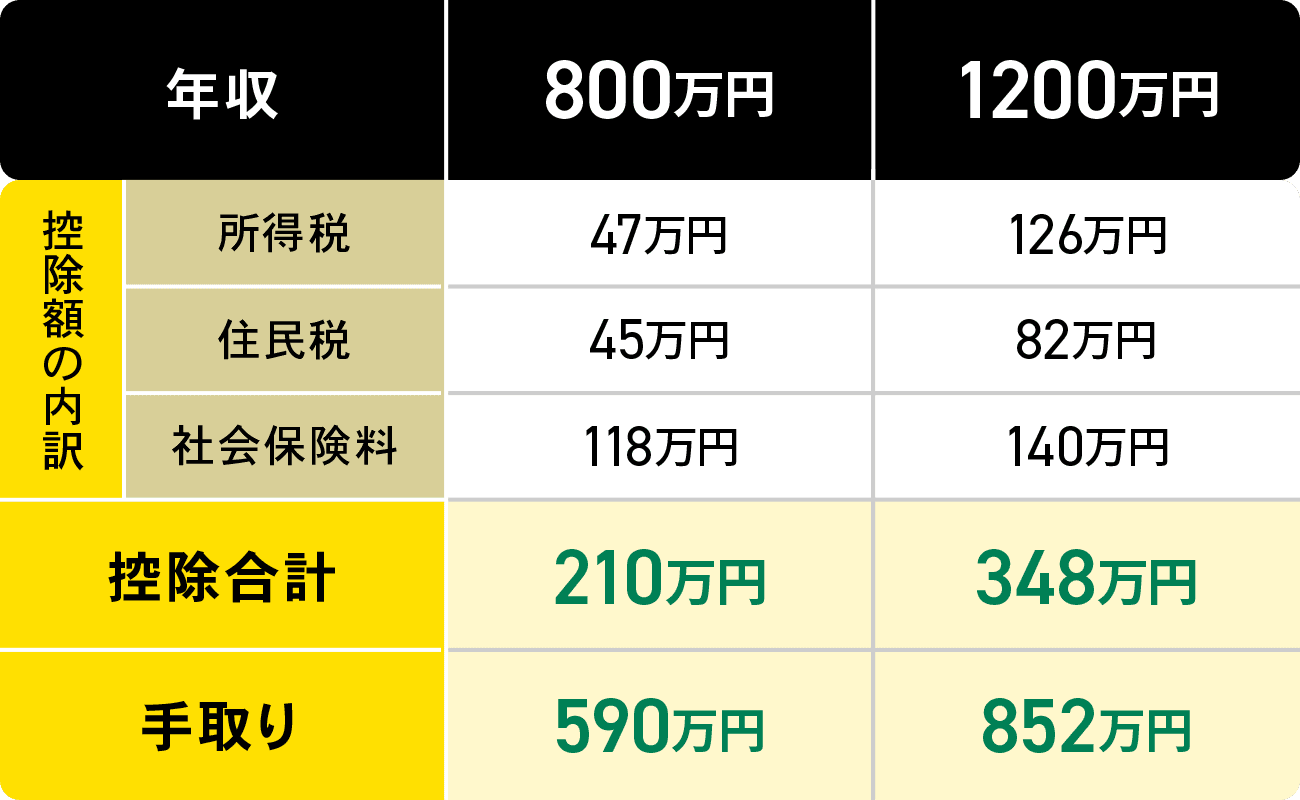 年収 800万円 1200万円
控除額の内訳
所得税 47万円 126万円
住民税 45万円 82万円
社会保険料 118万円 140万円
控除合計 210万円 348万円
手取り 590万円 852万円